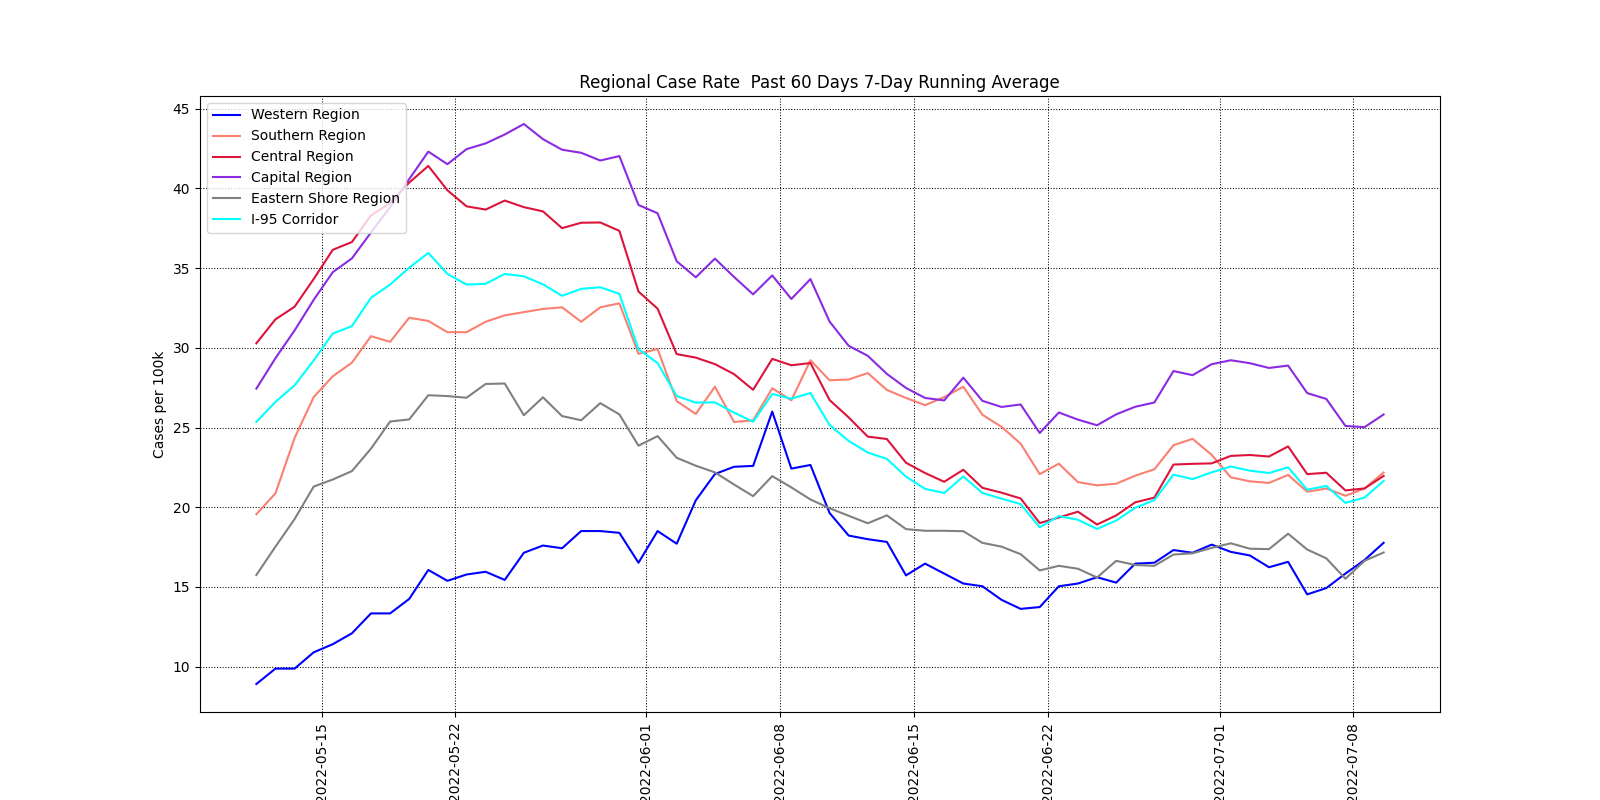 Regional Case Rate  Past 60 Days 7-Day Running Average
Western Region
Southern Region
Central Region
Capital Region
Eastern Shore Region
I-95 Corridor
Cases per 100k
45
40
35
30
25
20
15
10
2022-05-15
2022-05-22
2022-06-01
2022-06-08
2022-06-15
2022-06-22
2022-07-01
2022-07-08